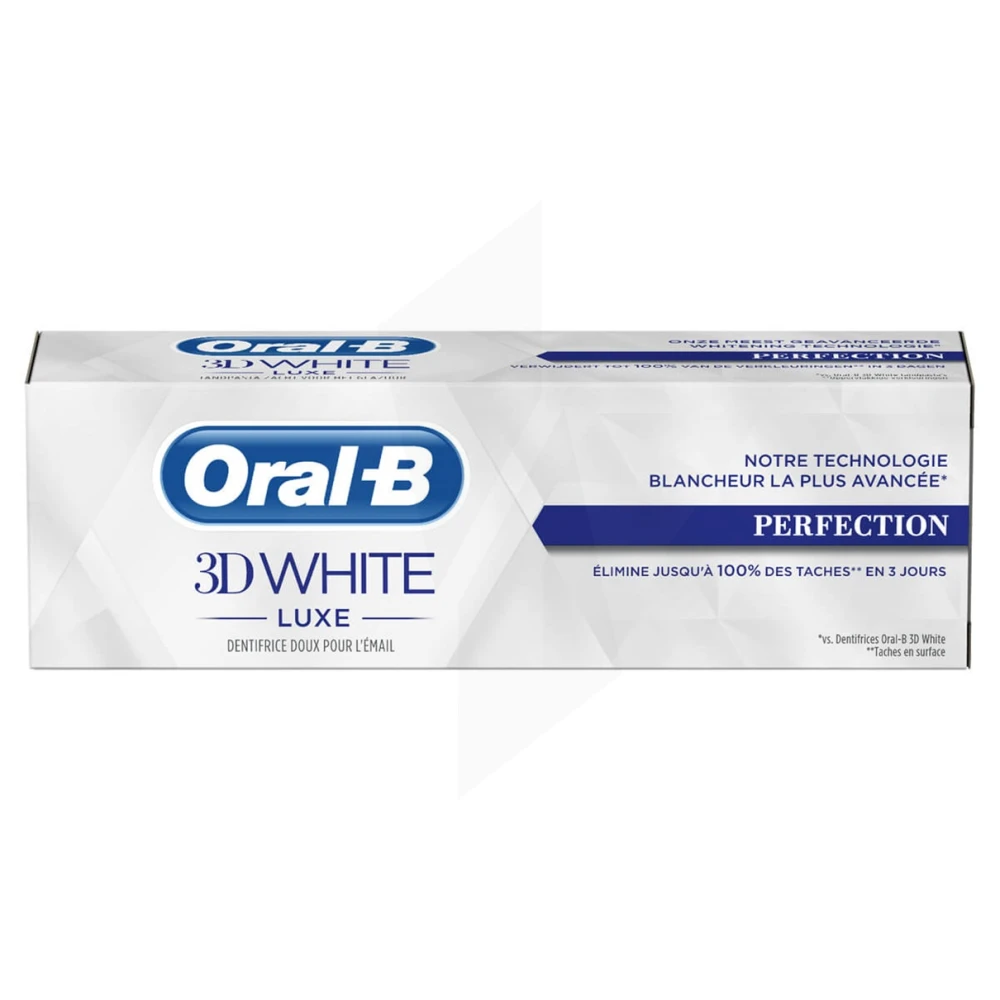 Oral-B
3D WHITE
LUXE
ONZE MEEST GEAVANCEERDE
WHITENING TECHNOLOGIE*
PERFECTION
VERWIJDERT TOT 100% VAN DE VERKLEURINGEN** IN 3 DAGEN
Oral-B
3D WHITE
LUXE
DENTIFRICE DOUX POUR L'ÉMAIL
NOTRE TECHNOLOGIE
BLANCHEUR LA PLUS AVANCÉE*
PERFECTION
ÉLIMINE JUSQU'À 100% DES TACHES** EN 3 JOURS
*vs. Dentifrices Oral-B 3D White
**Taches en surface